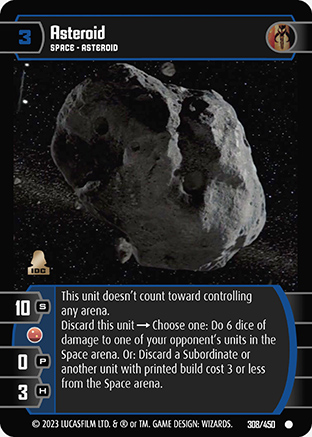 3
Asteroid
SPACE - ASTEROID
IDC
10 S
0 P
3 H
This unit doesn't count toward controlling
any arena.
Discard this unit → Choose one: Do 6 dice of
damage to one of your opponent's units in the
Space arena. Or: Discard a Subordinate or
another unit with printed build cost 3 or less
from the Space arena.
© 2023 LUCASFILM LTD. & ® or TM. GAME DESIGN: WIZARDS. 308/450